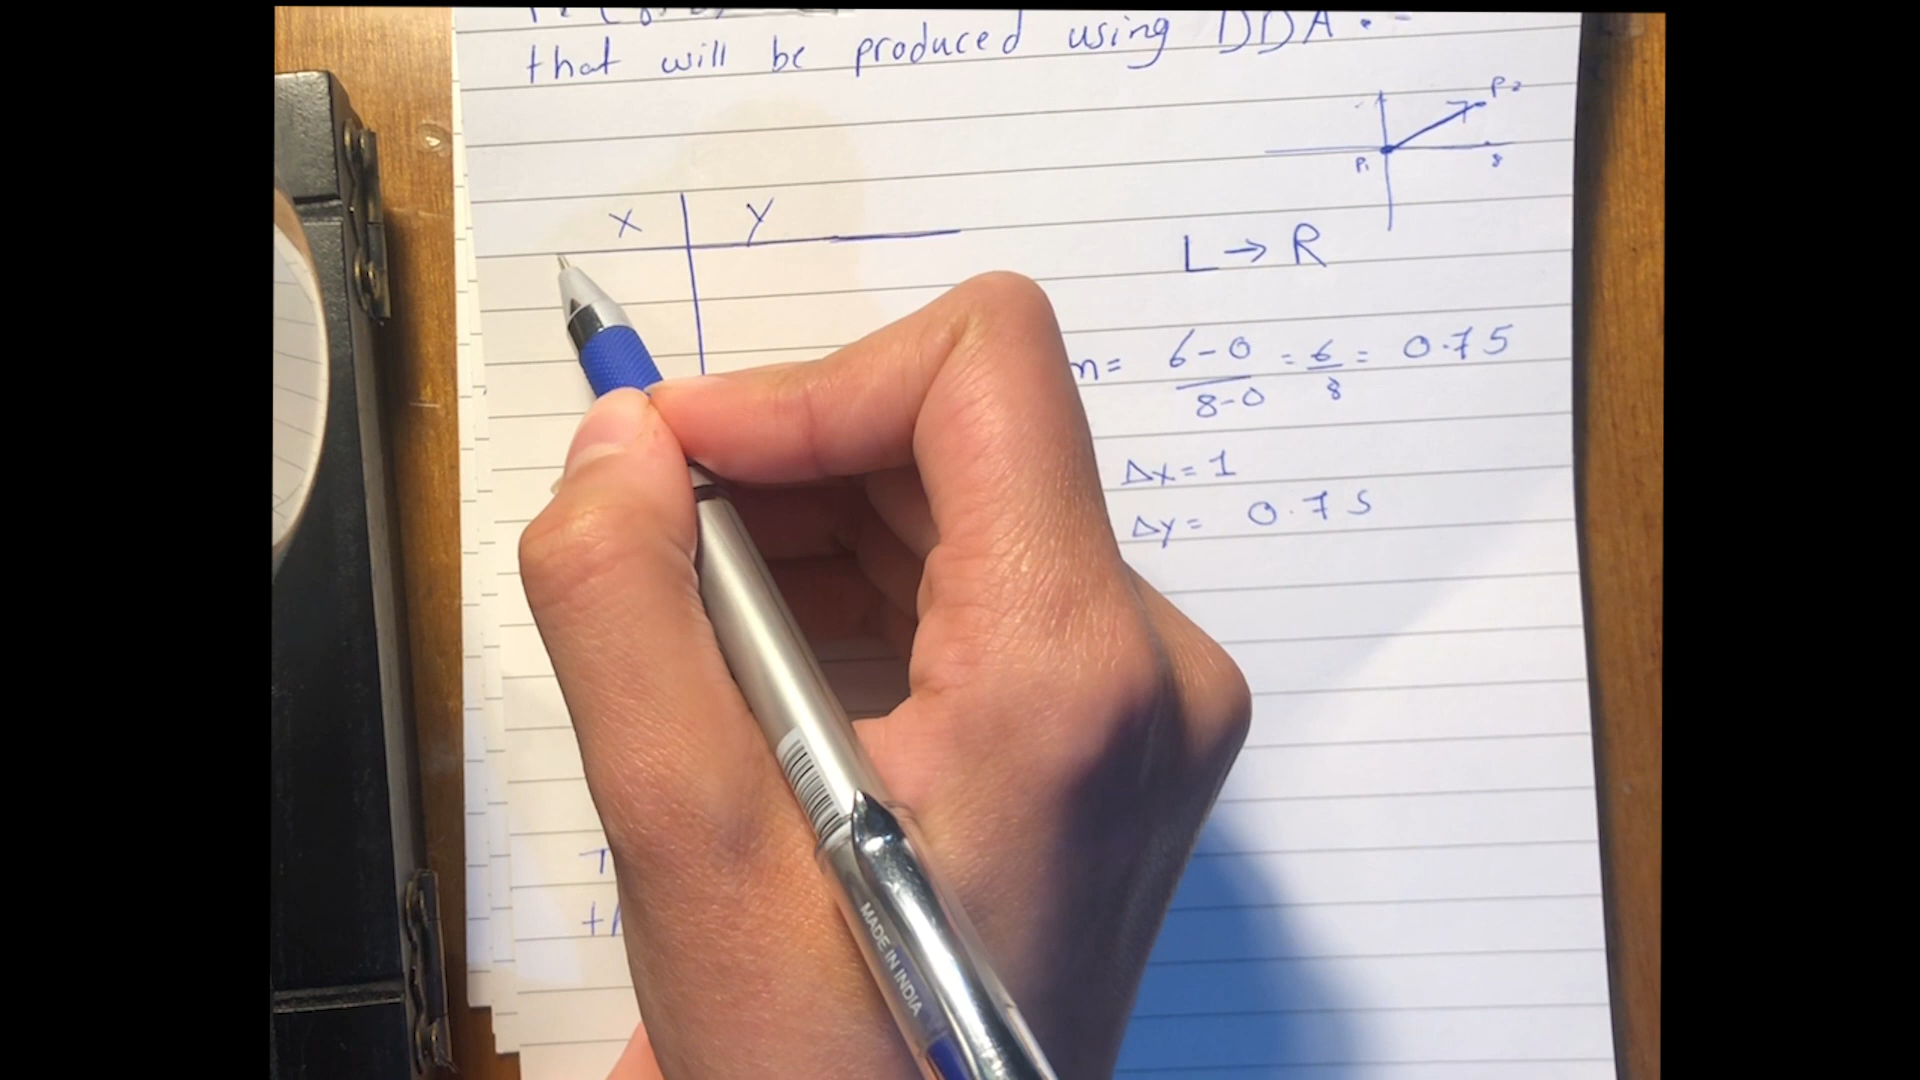 that will be produced using DDA :-
P2
P1
8
X Y
L → R
m = 6-0/8-0 = 6/8 = 0.75
Δx = 1
Δy = 0.75
MADE IN INDIA